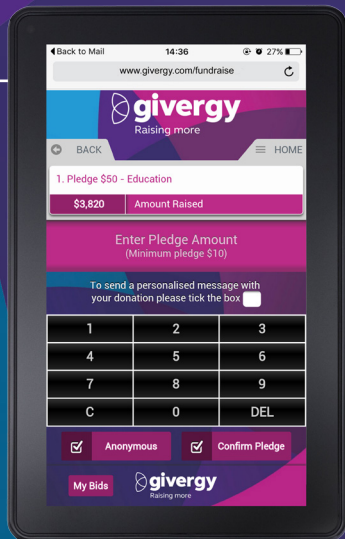 Back to Mail 14:36 27%
www.givergy.com/fundraise
givergy
Raising more
BACK HOME
1. Pledge $50 - Education
$3,820 Amount Raised
Enter Pledge Amount
(Minimum pledge $10)
To send a personalised message with
your donation please tick the box
1 2 3
4 5 6
7 8 9
C 0 DEL
Anonymous Confirm Pledge
My Bids givergy
Raising more